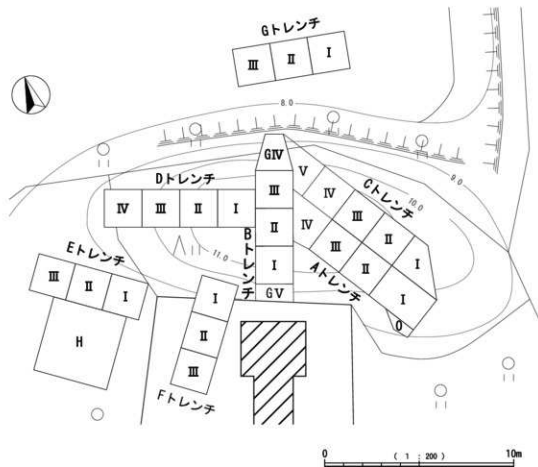 Gトレンチ
Ⅲ Ⅱ Ⅰ
8.0
9.0
10.0
11.0
GⅣ
Ⅲ
Ⅱ
Ⅰ
GⅤ
Bトレンチ
Dトレンチ
Ⅳ Ⅲ Ⅱ Ⅰ
Cトレンチ
Ⅴ Ⅳ Ⅲ Ⅱ Ⅰ
Aトレンチ
Ⅳ Ⅲ Ⅱ Ⅰ
0
Eトレンチ
Ⅲ Ⅱ Ⅰ
H
Ⅰ
Ⅱ
Ⅲ
Fトレンチ
0 ( 1 : 200 ) 10m